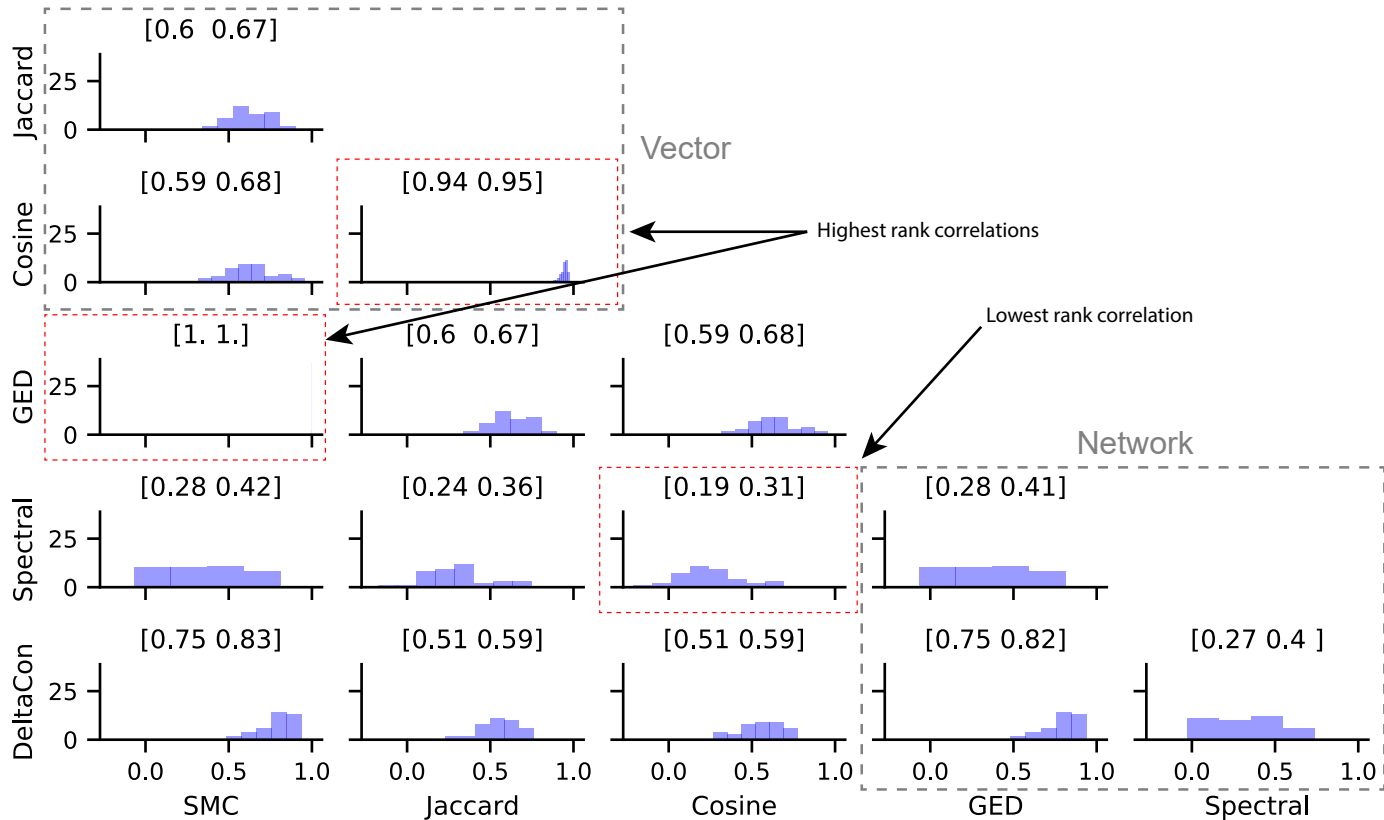 [0.6 0.67]
Jaccard
25
0
Vector
[0.59 0.68] [0.94 0.95]
Cosine
25
0
Highest rank correlations
Lowest rank correlation
[1. 1.] [0.6 0.67] [0.59 0.68]
GED
25
0
Network
[0.28 0.42] [0.24 0.36] [0.19 0.31] [0.28 0.41]
Spectral
25
0
[0.75 0.83] [0.51 0.59] [0.51 0.59] [0.75 0.82] [0.27 0.4 ]
DeltaCon
25
0
0.0 0.5 1.0 0.0 0.5 1.0 0.0 0.5 1.0 0.0 0.5 1.0 0.0 0.5 1.0
SMC Jaccard Cosine GED Spectral